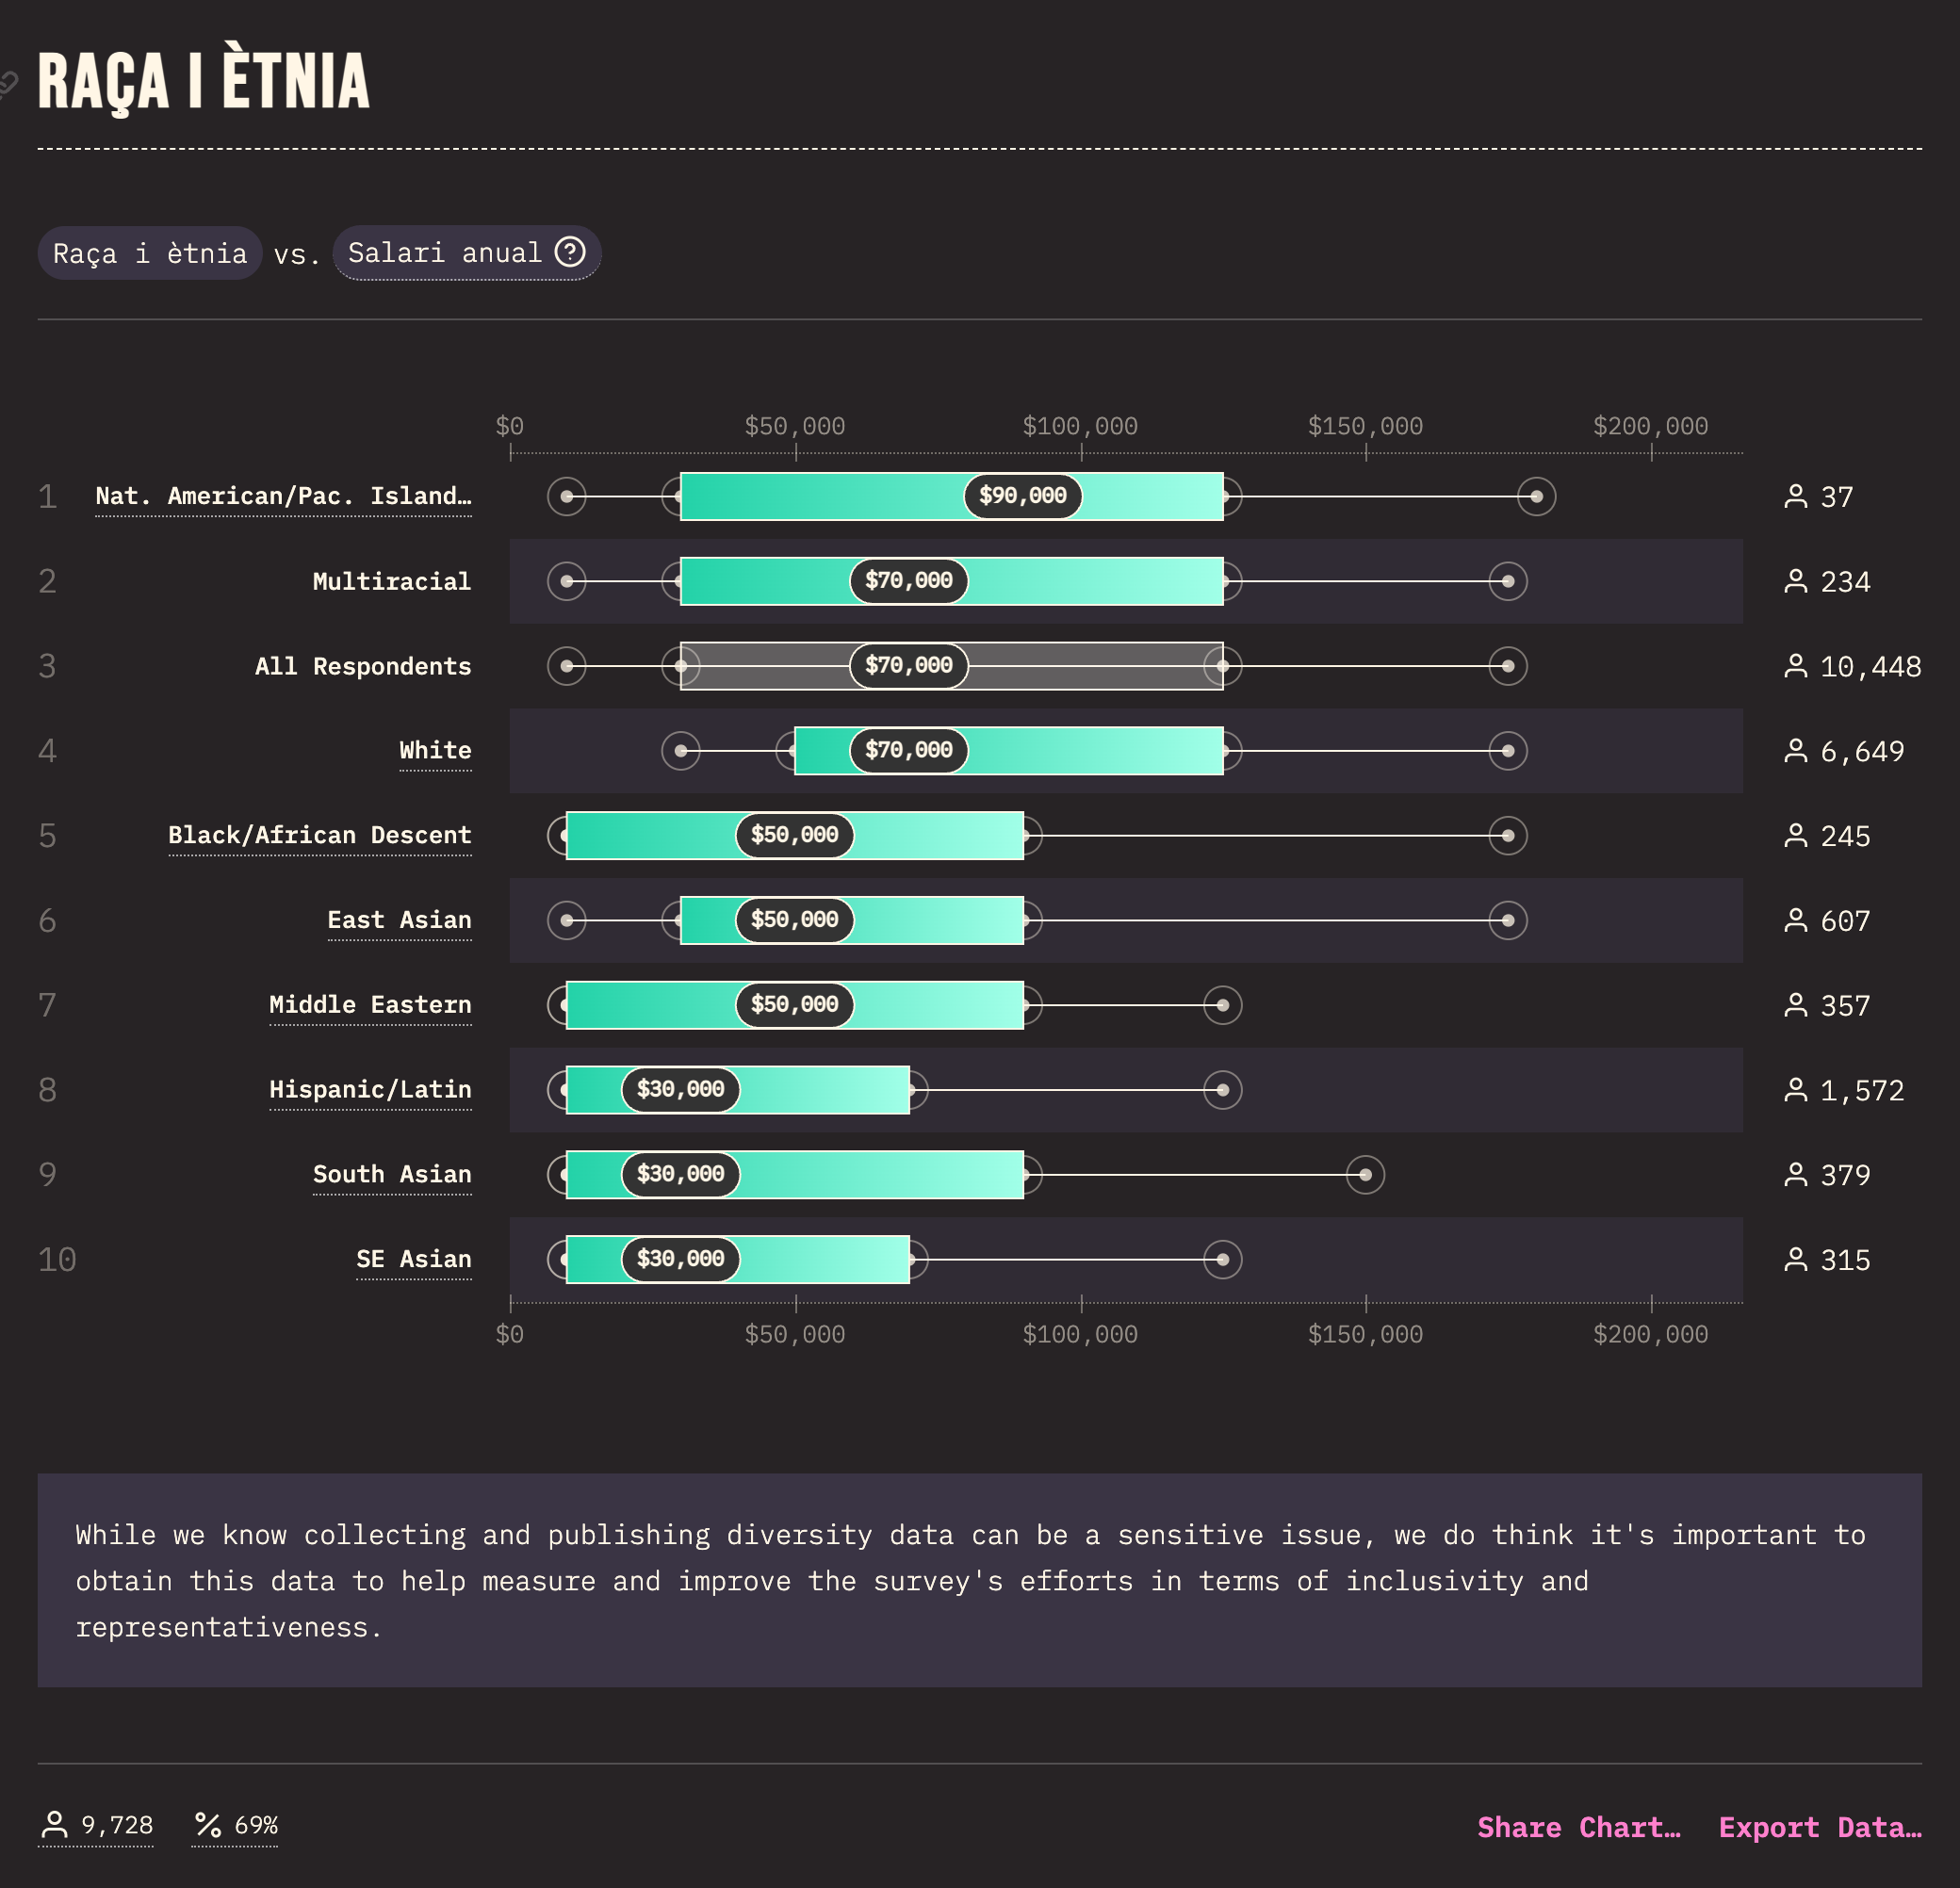 RAÇA I ÈTNIA
Raça i ètnia vs. Salari anual ?
$0 $50,000 $100,000 $150,000 $200,000
1 Nat. American/Pac. Island… $90,000 37
2 Multiracial $70,000 234
3 All Respondents $70,000 10,448
4 White $70,000 6,649
5 Black/African Descent $50,000 245
6 East Asian $50,000 607
7 Middle Eastern $50,000 357
8 Hispanic/Latin $30,000 1,572
9 South Asian $30,000 379
10 SE Asian $30,000 315
$0 $50,000 $100,000 $150,000 $200,000
While we know collecting and publishing diversity data can be a sensitive issue, we do think it's important to
obtain this data to help measure and improve the survey's efforts in terms of inclusivity and
representativeness.
9,728 % 69% Share Chart… Export Data…